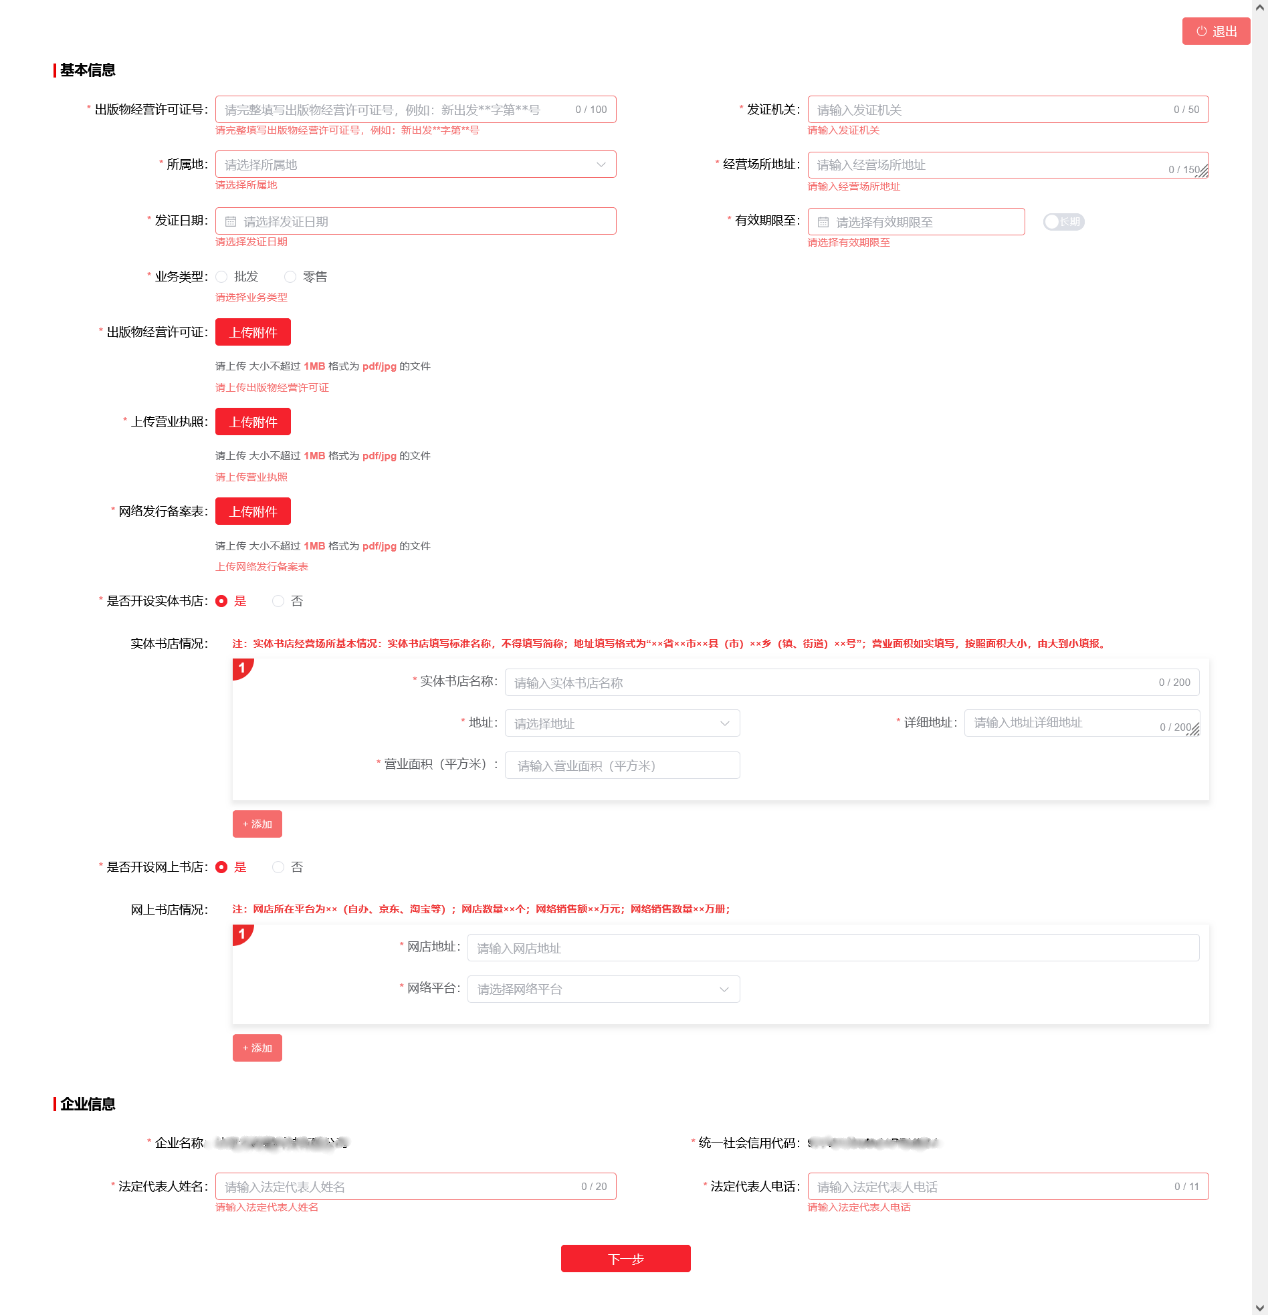 退出
基本信息
* 出版物经营许可证号： 请完整填写出版物经营许可证号，例如：新出发**字第**号 0 / 100 * 发证机关： 请输入发证机关 0 / 50
请完整填写出版物经营许可证号，例如：新出发**字第**号 请输入发证机关
* 所属地： 请选择所属地 * 经营场所地址： 请输入经营场所地址 0 / 150
请选择所属地 请输入经营场所地址
* 发证日期： 请选择发证日期 * 有效期限至： 请选择有效期限至 长期
请选择发证日期 请选择有效期限至
* 业务类型： 批发 零售
请选择业务类型
* 出版物经营许可证： 上传附件
请上传 大小不超过 1MB 格式为 pdf/jpg 的文件
请上传出版物经营许可证
* 上传营业执照： 上传附件
请上传 大小不超过 1MB 格式为 pdf/jpg 的文件
请上传营业执照
* 网络发行备案表： 上传附件
请上传 大小不超过 1MB 格式为 pdf/jpg 的文件
上传网络发行备案表
* 是否开设实体书店： 是 否
实体书店情况： 注：实体书店经营场所基本情况：实体书店填写标准名称，不得填写简称；地址填写格式为“××省××市××县（市）××乡（镇、街道）××号”；营业面积如实填写，按照面积大小，由大到小填报。
1
* 实体书店名称： 请输入实体书店名称 0 / 200
* 地址： 请选择地址 * 详细地址： 请输入地址详细地址 0 / 200
* 营业面积（平方米）： 请输入营业面积（平方米）
+ 添加
* 是否开设网上书店： 是 否
网上书店情况： 注：网店所在平台为××（自办、京东、淘宝等）；网店数量××个；网络销售额××万元；网络销售数量××万册；
1
* 网店地址： 请输入网店地址
* 网络平台： 请选择网络平台
+ 添加
企业信息
* 企业名称： * 统一社会信用代码：
* 法定代表人姓名： 请输入法定代表人姓名 0 / 20 * 法定代表人电话： 请输入法定代表人电话 0 / 11
请输入法定代表人姓名 请输入法定代表人电话
下一步